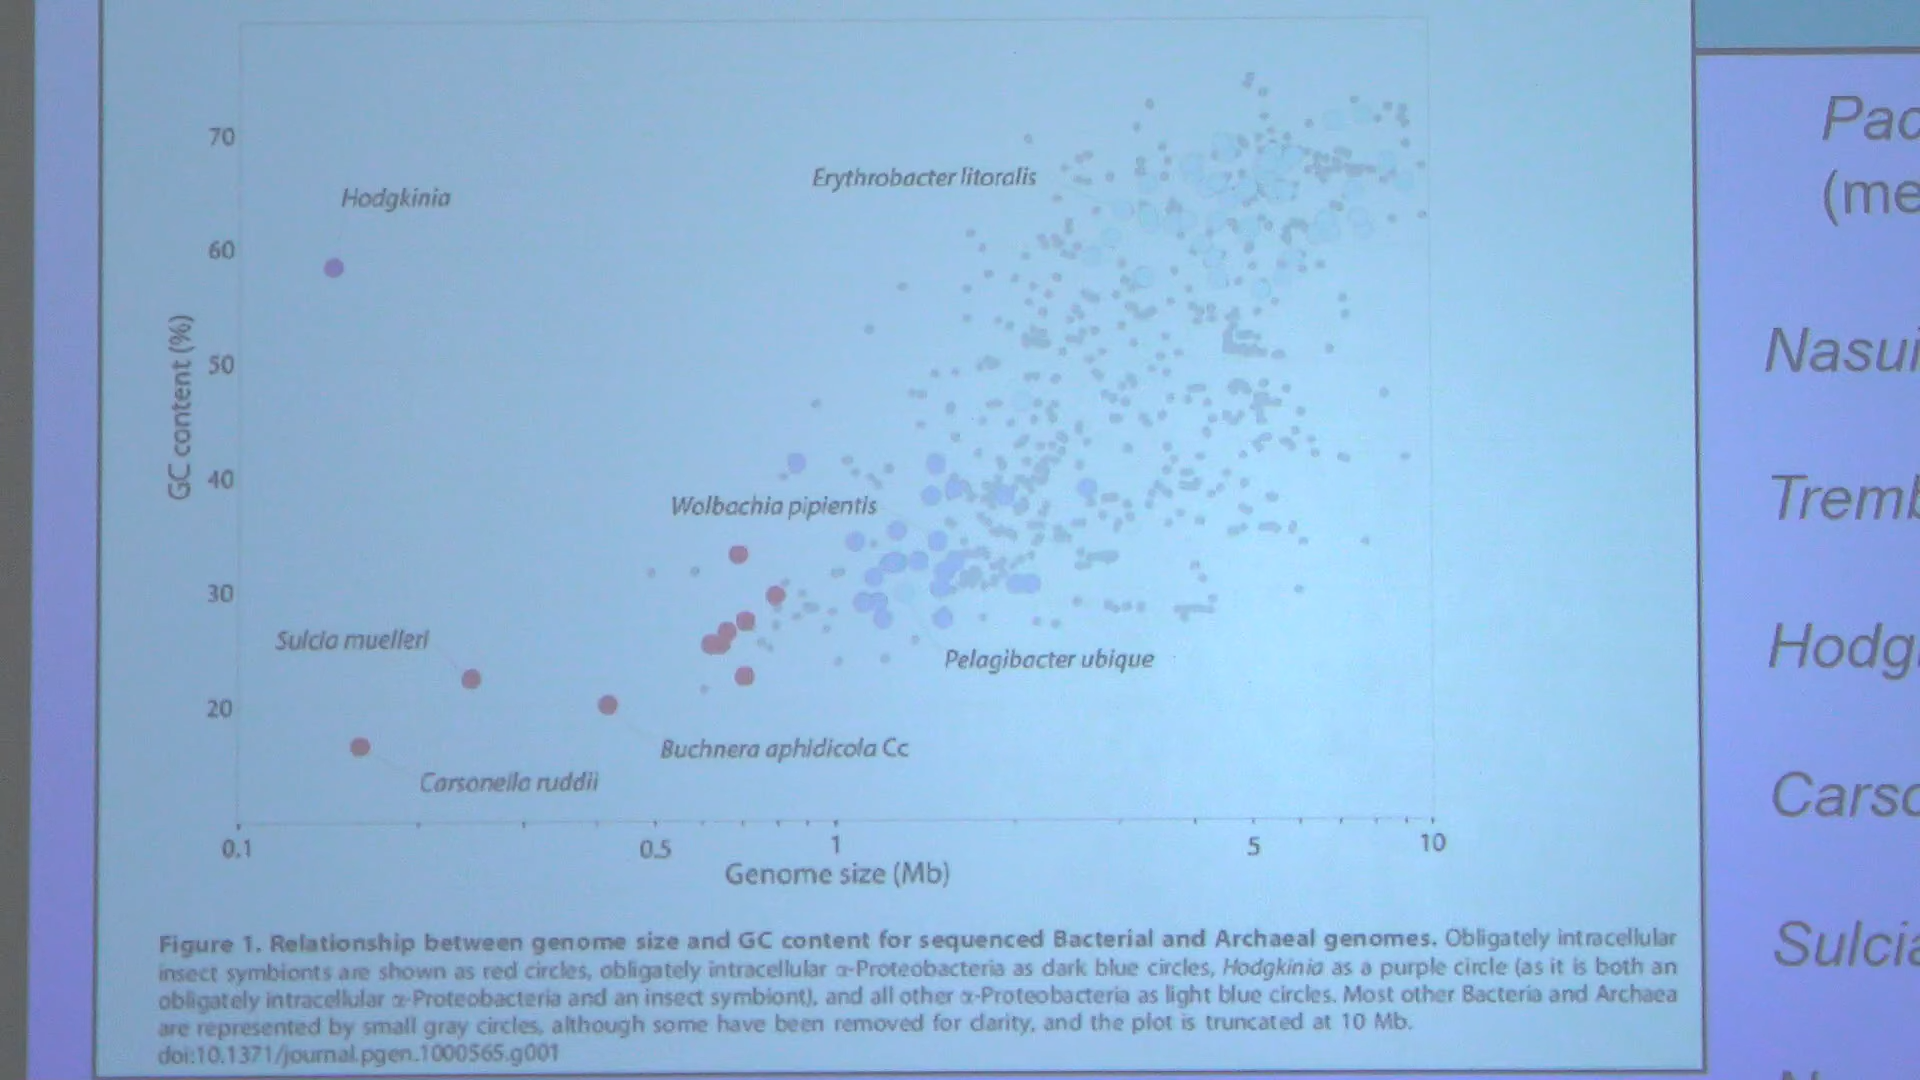 70
60
50
40
30
20
GC content (%)
Hodgkinia
Erythrobacter litoralis
Wolbachia pipientis
Sulcia muelleri
Pelagibacter ubique
Buchnera aphidicola Cc
Carsonella ruddii
0.1
0.5
1
5
10
Genome size (Mb)
Figure 1. Relationship between genome size and GC content for sequenced Bacterial and Archaeal genomes. Obligately intracellular
insect symbionts are shown as red circles, obligately intracellular α-Proteobacteria as dark blue circles, Hodgkinia as a purple circle (as it is both an
obligately intracellular α-Proteobacteria and an insect symbiont), and all other α-Proteobacteria as light blue circles. Most other Bacteria and Archaea
are represented by small gray circles, although some have been removed for clarity, and the plot is truncated at 10 Mb.
doi:10.1371/journal.pgen.1000565.g001
Pac
(me
Nasui
Tremb
Hodgi
Carso
Sulcia